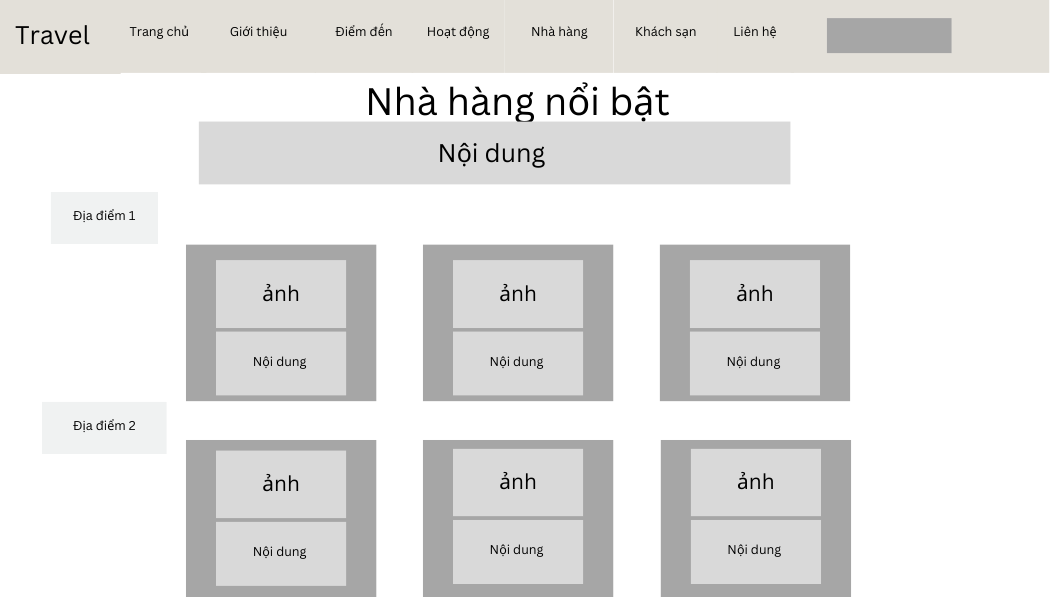 Travel
Trang chủ
Giới thiệu
Điểm đến
Hoạt động
Nhà hàng
Khách sạn
Liên hệ
Nhà hàng nổi bật
Nội dung
Địa điểm 1
ảnh
ảnh
ảnh
Nội dung
Nội dung
Nội dung
Địa điểm 2
ảnh
ảnh
ảnh
Nội dung
Nội dung
Nội dung